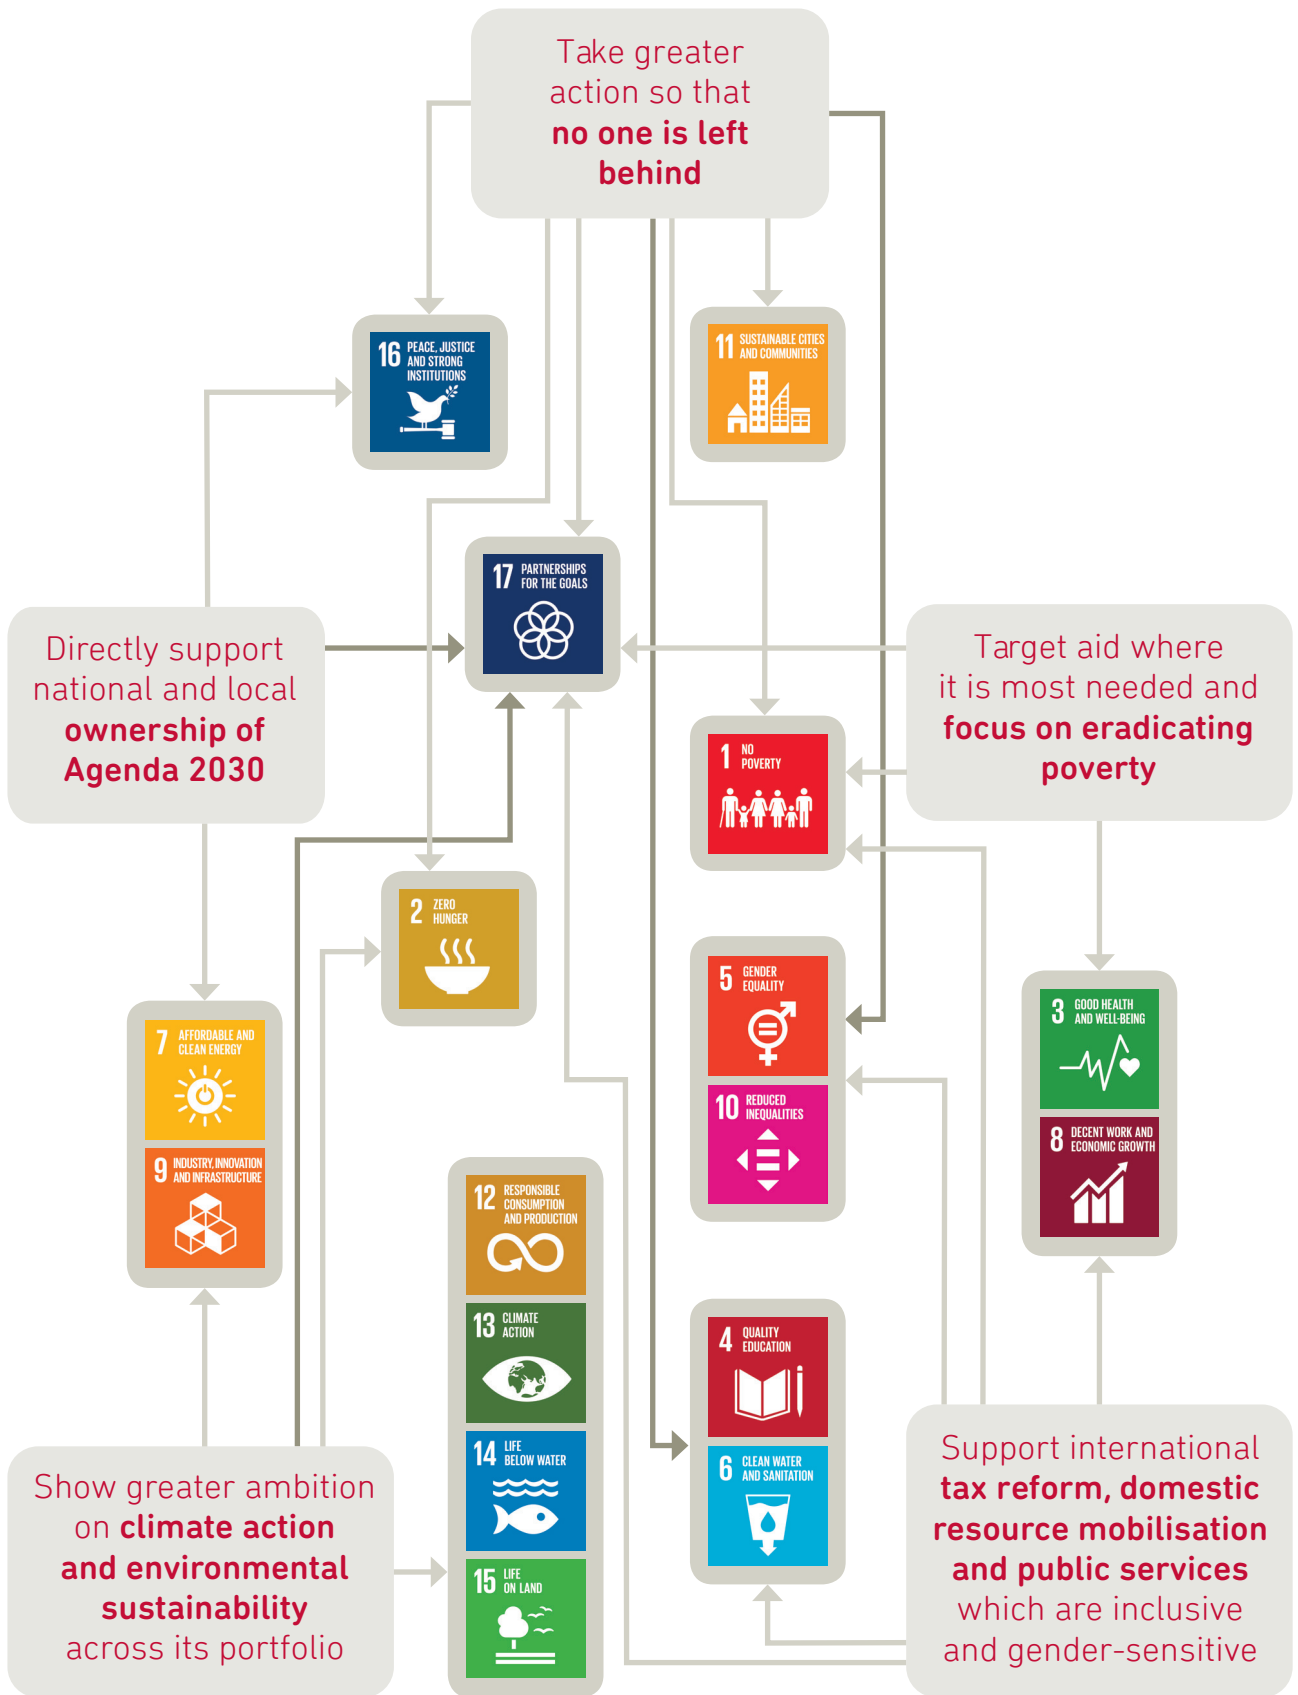 Take greater
action so that
no one is left
behind
16 PEACE, JUSTICE
AND STRONG
INSTITUTIONS
11 SUSTAINABLE CITIES
AND COMMUNITIES
17 PARTNERSHIPS
FOR THE GOALS
Directly support
national and local
ownership of
Agenda 2030
Target aid where
it is most needed and
focus on eradicating
poverty
1 NO
POVERTY
2 ZERO
HUNGER
5 GENDER
EQUALITY
10 REDUCED
INEQUALITIES
3 GOOD HEALTH
AND WELL-BEING
8 DECENT WORK AND
ECONOMIC GROWTH
7 AFFORDABLE AND
CLEAN ENERGY
9 INDUSTRY, INNOVATION
AND INFRASTRUCTURE
12 RESPONSIBLE
CONSUMPTION
AND PRODUCTION
13 CLIMATE
ACTION
14 LIFE
BELOW WATER
15 LIFE
ON LAND
4 QUALITY
EDUCATION
6 CLEAN WATER
AND SANITATION
Show greater ambition
on climate action
and environmental
sustainability
across its portfolio
Support international
tax reform, domestic
resource mobilisation
and public services
which are inclusive
and gender-sensitive